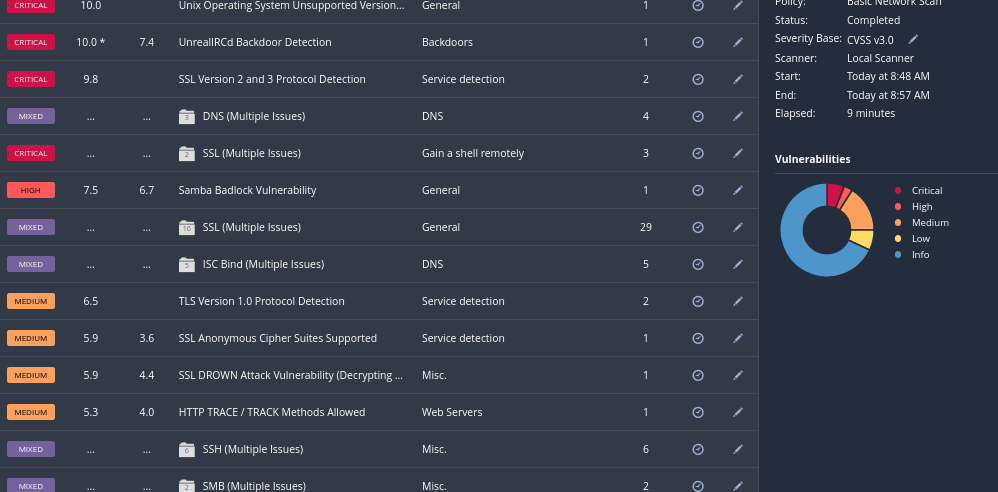 CRITICAL 10.0 Unix Operating System Unsupported Version... General 1
CRITICAL 10.0 * 7.4 UnrealIRCd Backdoor Detection Backdoors 1
CRITICAL 9.8 SSL Version 2 and 3 Protocol Detection Service detection 2
MIXED ... ... 3 DNS (Multiple Issues) DNS 4
CRITICAL ... ... 2 SSL (Multiple Issues) Gain a shell remotely 3
HIGH 7.5 6.7 Samba Badlock Vulnerability General 1
MIXED ... ... 16 SSL (Multiple Issues) General 29
MIXED ... ... 5 ISC Bind (Multiple Issues) DNS 5
MEDIUM 6.5 TLS Version 1.0 Protocol Detection Service detection 2
MEDIUM 5.9 3.6 SSL Anonymous Cipher Suites Supported Service detection 1
MEDIUM 5.9 4.4 SSL DROWN Attack Vulnerability (Decrypting ... Misc. 1
MEDIUM 5.3 4.0 HTTP TRACE / TRACK Methods Allowed Web Servers 1
MIXED ... ... 6 SSH (Multiple Issues) Misc. 6
MIXED ... ... 2 SMB (Multiple Issues) Misc. 2
Policy: Basic Network Scan
Status: Completed
Severity Base: CVSS v3.0
Scanner: Local Scanner
Start: Today at 8:48 AM
End: Today at 8:57 AM
Elapsed: 9 minutes
Vulnerabilities
Critical
High
Medium
Low
Info